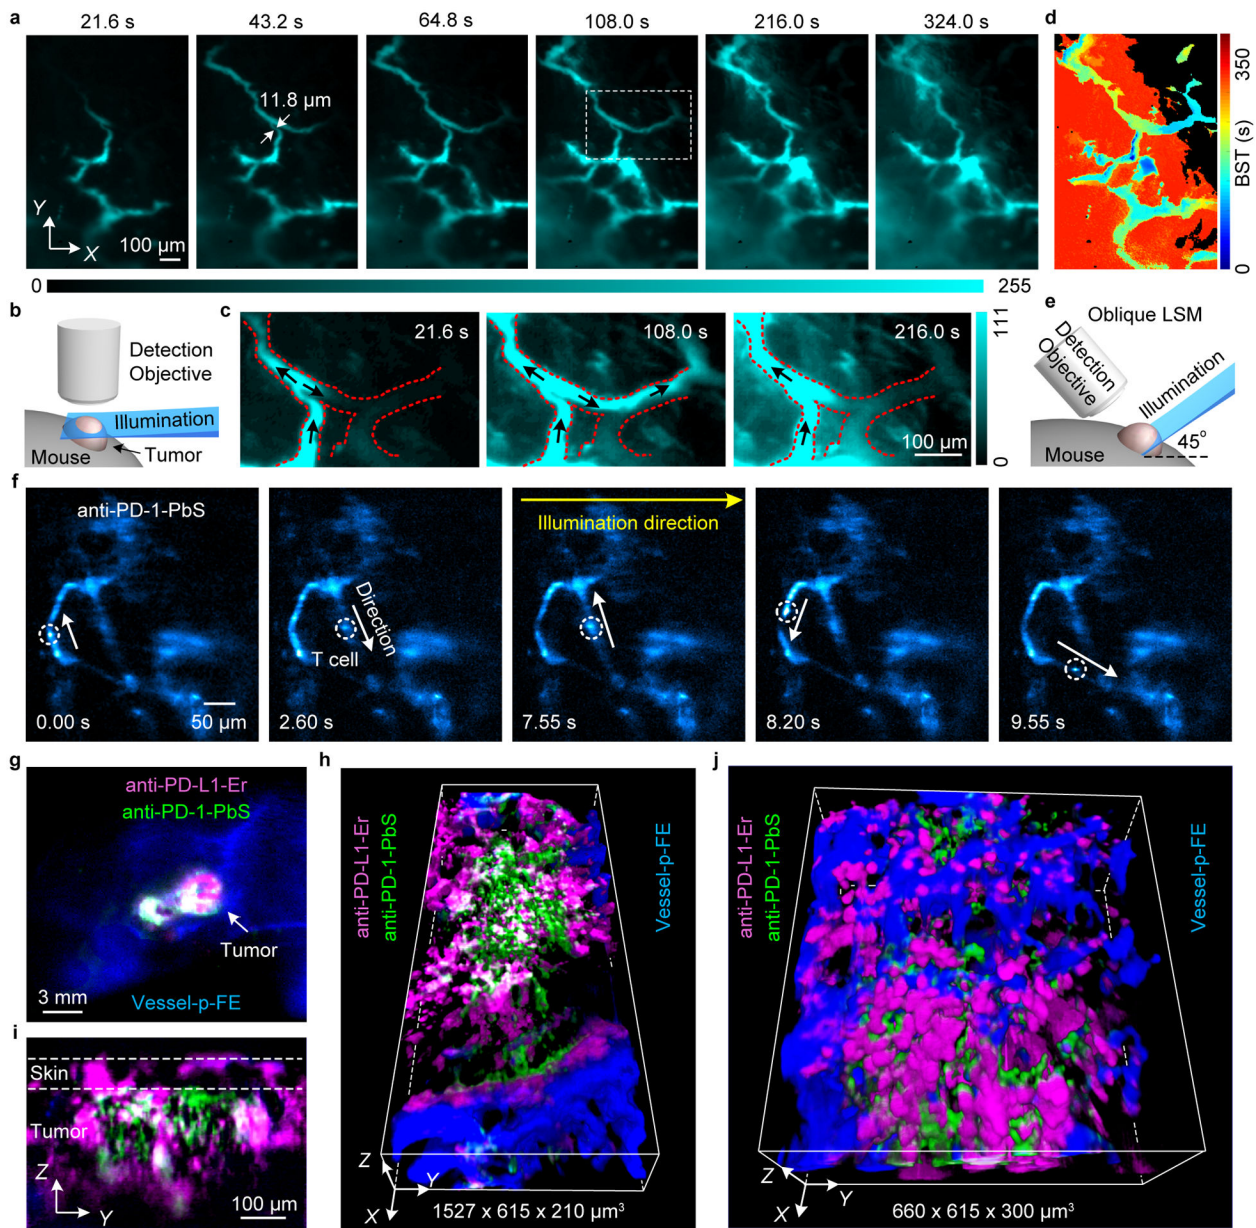 a
21.6 s
43.2 s
64.8 s
108.0 s
216.0 s
324.0 s
d
11.8 µm
Y
X
100 µm
350
BST (s)
0
0
255
b
Detection
Objective
Illumination
Mouse
Tumor
c
21.6 s
108.0 s
216.0 s
100 µm
111
0
e
Oblique LSM
Detection
Objective
Illumination
Mouse
45°
f
anti-PD-1-PbS
0.00 s
50 µm
Direction
T cell
2.60 s
Illumination direction
7.55 s
8.20 s
9.55 s
g
anti-PD-L1-Er
anti-PD-1-PbS
Tumor
3 mm
Vessel-p-FE
h
anti-PD-L1-Er
anti-PD-1-PbS
Vessel-p-FE
Z
Y
X
1527 x 615 x 210 µm³
j
anti-PD-L1-Er
anti-PD-1-PbS
Vessel-p-FE
Z
Y
X
660 x 615 x 300 µm³
i
Skin
Tumor
Z
Y
100 µm